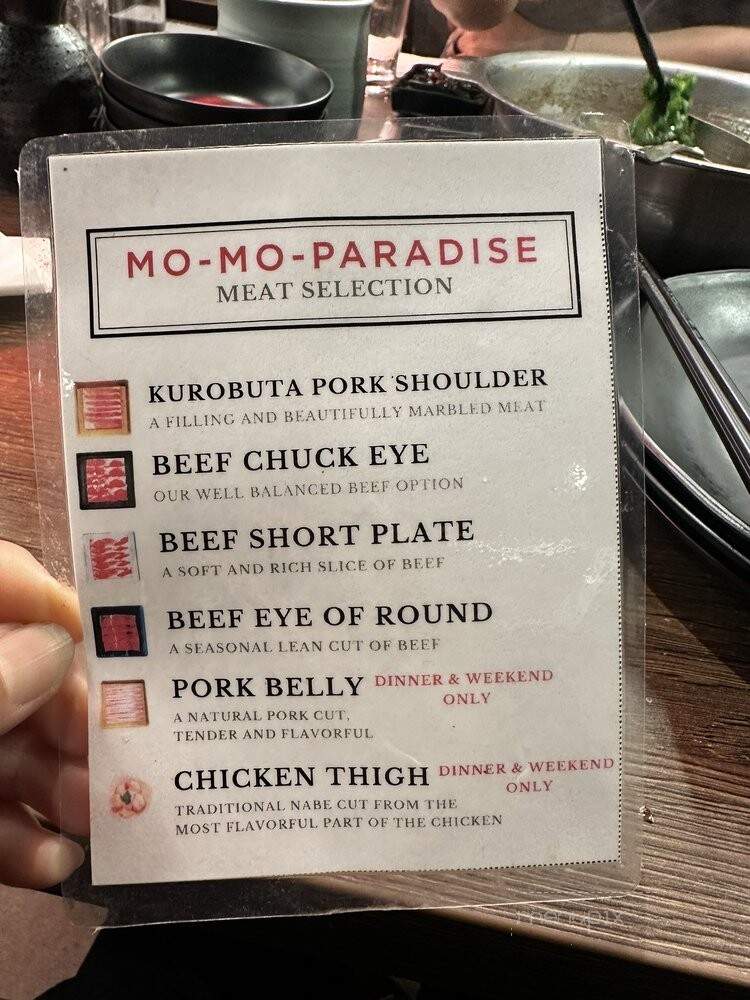 MO-MO-PARADISE
MEAT SELECTION
KUROBUTA PORK SHOULDER
A FILLING AND BEAUTIFULLY MARBLED MEAT
BEEF CHUCK EYE
OUR WELL BALANCED BEEF OPTION
BEEF SHORT PLATE
A SOFT AND RICH SLICE OF BEEF
BEEF EYE OF ROUND
A SEASONAL LEAN CUT OF BEEF
PORK BELLY DINNER & WEEKEND
ONLY
A NATURAL PORK CUT,
TENDER AND FLAVORFUL
CHICKEN THIGH DINNER & WEEKEND
ONLY
TRADITIONAL NABE CUT FROM THE
MOST FLAVORFUL PART OF THE CHICKEN
menupix